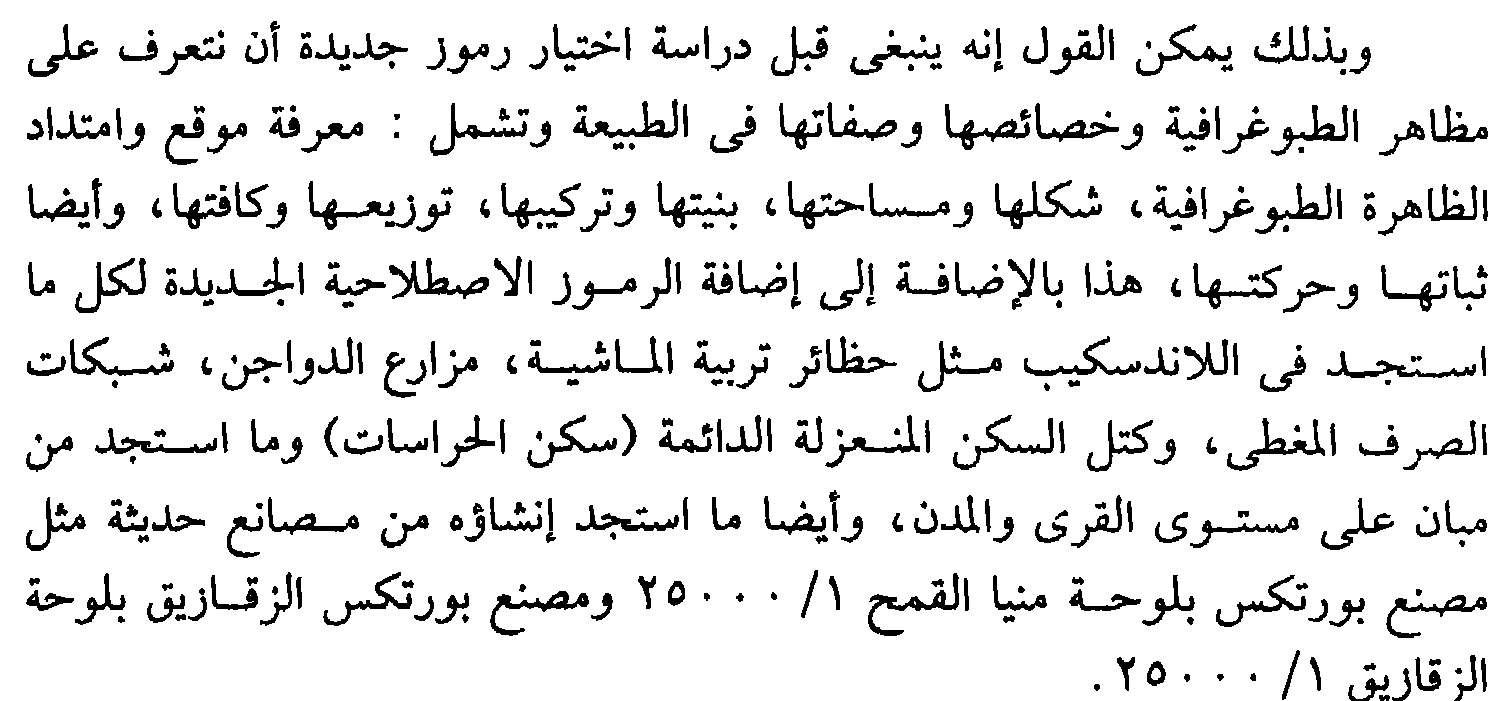 وبذلك يمكن القول إنه ينبغى قبل دراسة اختيار رموز جديدة أن نتعرف على
مظاهر الطبوغرافية وخصائصها وصفاتها فى الطبيعة وتشمل : معرفة موقع وامتداد
الظاهرة الطبوغرافية، شكلها ومساحتها، بنيتها وتركيبها، توزيعها وكافتها، وأيضا
ثباتها وحركتها، هذا بالإضافة إلى إضافة الرموز الاصطلاحية الجديدة لكل ما
استجد فى اللاندسكيب مثل حظائر تربية الماشية، مزارع الدواجن، شبكات
الصرف المغطى، وكتل السكن المنعزلة الدائمة (سكن الحراسات) وما استجد من
مبان على مستوى القرى والمدن، وأيضا ما استجد إنشاؤه من مصانع حديثة مثل
مصنع بورتكس بلوحة منيا القمح ١/ ٢٥٠٠٠ ومصنع بورتكس الزقازيق بلوحة
الزقازيق ١/ ٢٥٠٠٠.